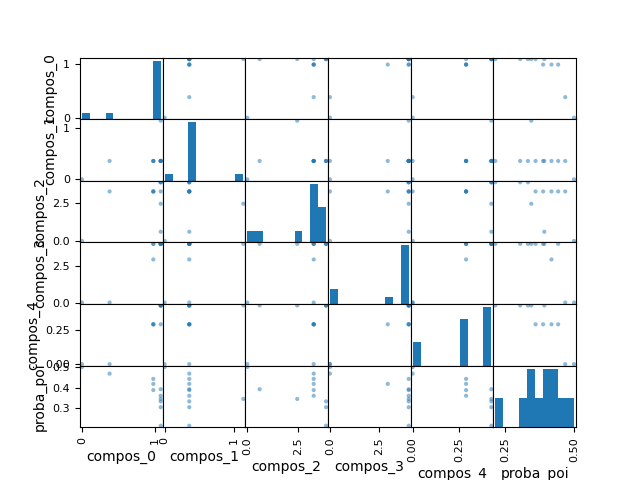 compos_0
1
0
compos_1
1
0
compos_2
2.5
0.0
compos_3
2.5
0.0
compos_4
0.25
0.00
proba_poi
0.5
0.4
0.3
0 1 0 1 0.0 2.5 0.0 2.5 0.00 0.25 0.25 0.50
compos_0 compos_1 compos_2 compos_3 compos_4 proba_poi